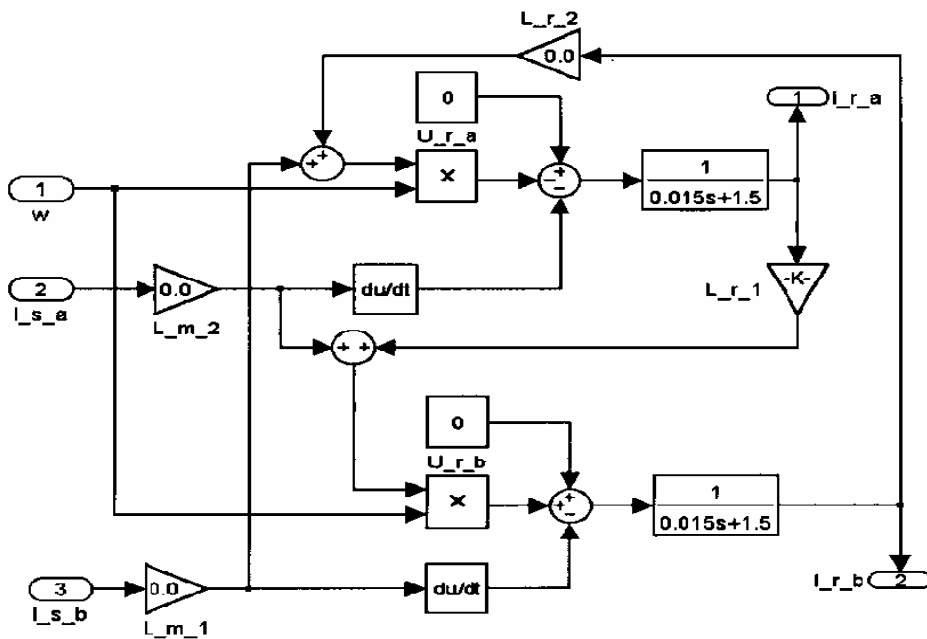 L_r_2
0.0
1
I_r_a
0
U_r_a
+ +
×
- + -
1
0.015s+1.5
1
w
2
I_s_a
0.0
L_m_2
du/dt
-K-
L_r_1
+ +
0
U_r_b
×
+ + -
1
0.015s+1.5
3
I_s_b
0.0
L_m_1
du/dt
I_r_b
2